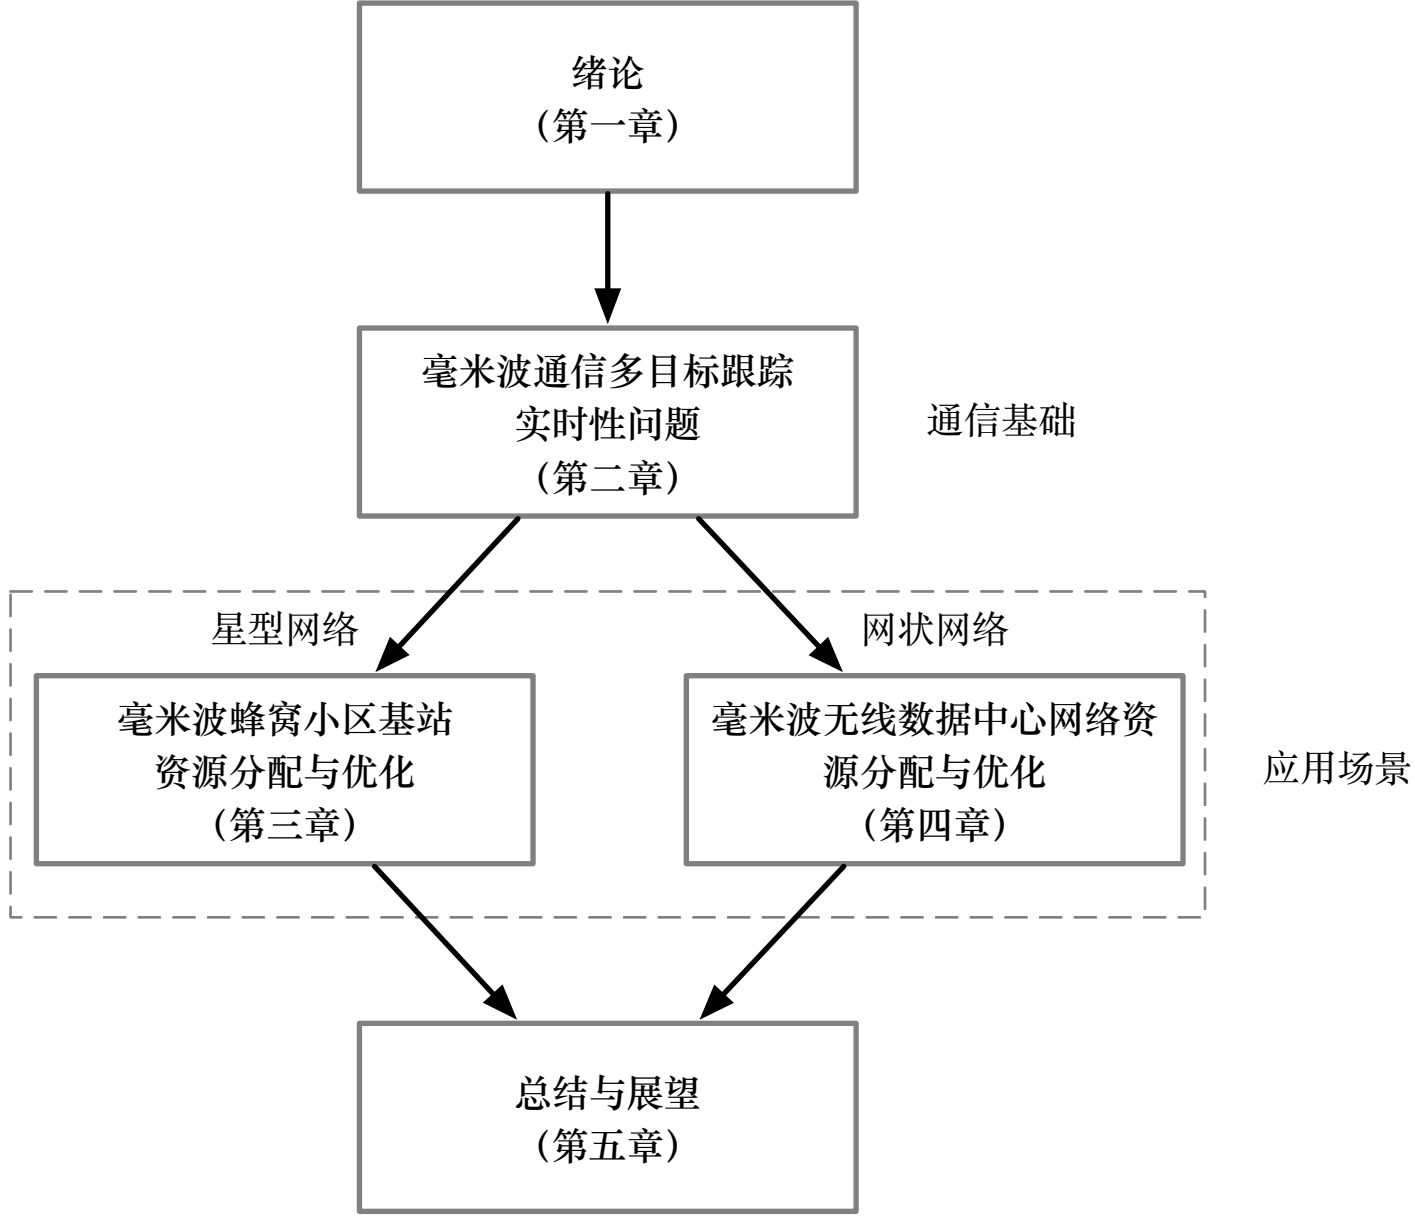 绪论
（第一章）
毫米波通信多目标跟踪
实时性问题
（第二章）
通信基础
星型网络
网状网络
毫米波蜂窝小区基站
资源分配与优化
（第三章）
毫米波无线数据中心网络资
源分配与优化
（第四章）
应用场景
总结与展望
（第五章）